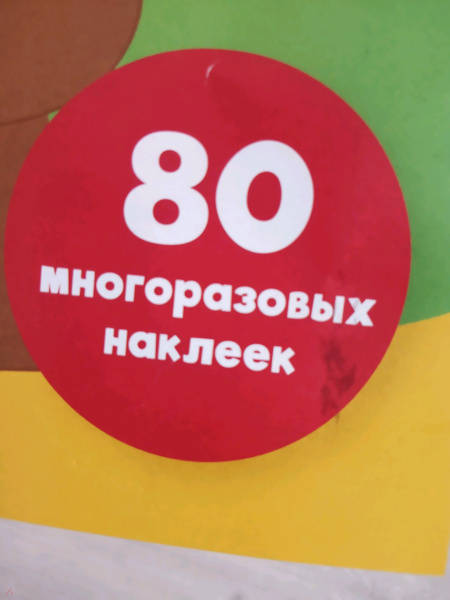 80
многоразовых
наклеек